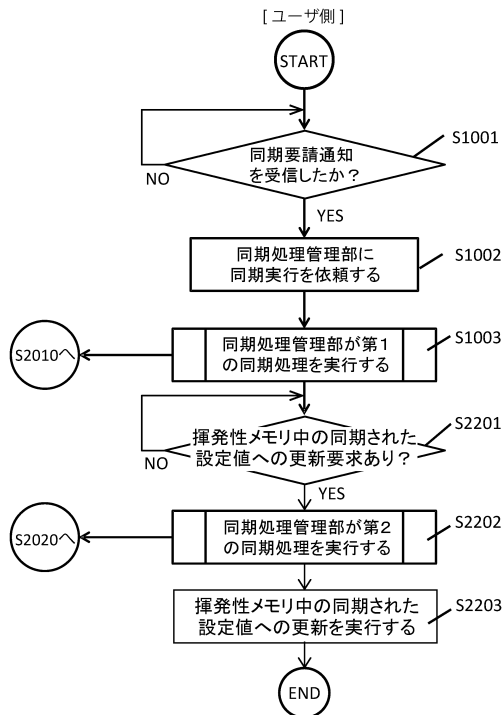 [ ユーザ側 ]
START
同期要請通知
を受信したか？
S1001
NO
YES
同期処理管理部に
同期実行を依頼する
S1002
同期処理管理部が第１
の同期処理を実行する
S1003
S2010へ
揮発性メモリ中の同期された
設定値への更新要求あり？
S2201
NO
YES
同期処理管理部が第２
の同期処理を実行する
S2202
S2020へ
揮発性メモリ中の同期された
設定値への更新を実行する
S2203
END